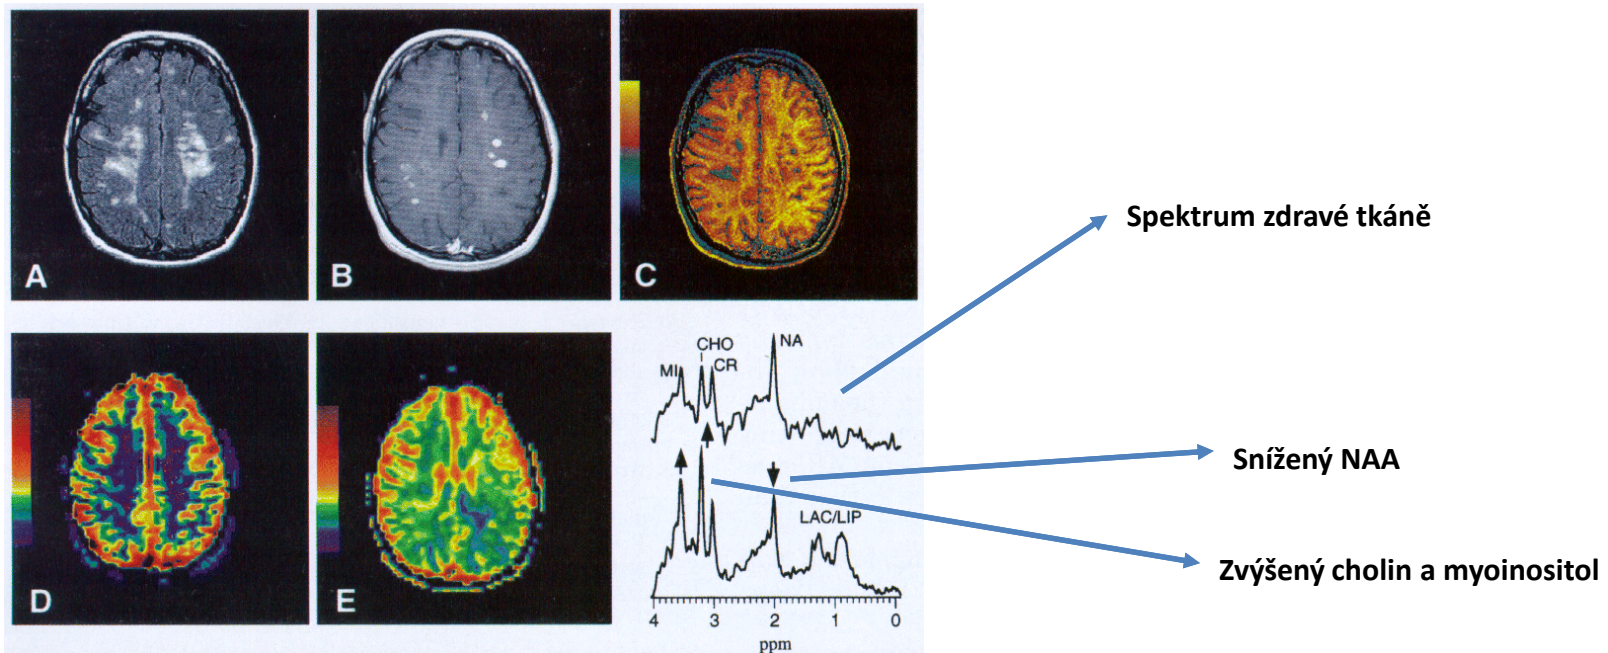 A
B
C
D
E
MI
CHO
CR
NA
LAC/LIP
4
3
2
1
0
ppm
Spektrum zdravé tkáně
Snížený NAA
Zvýšený cholin a myoinositol